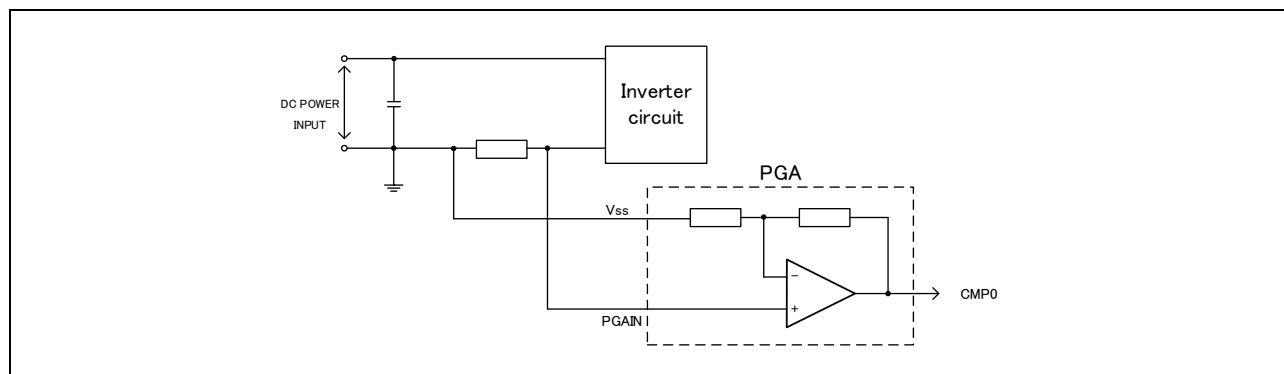 DC POWER
INPUT
Inverter
circuit
PGA
Vss
−
+
PGAIN
CMP0